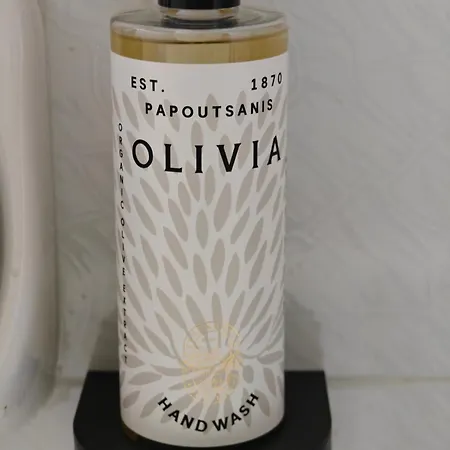 EST. 1870
PAPOUTSANIS
OLIVIA
ORGANIC OLIVE EXTRACT
HAND WASH